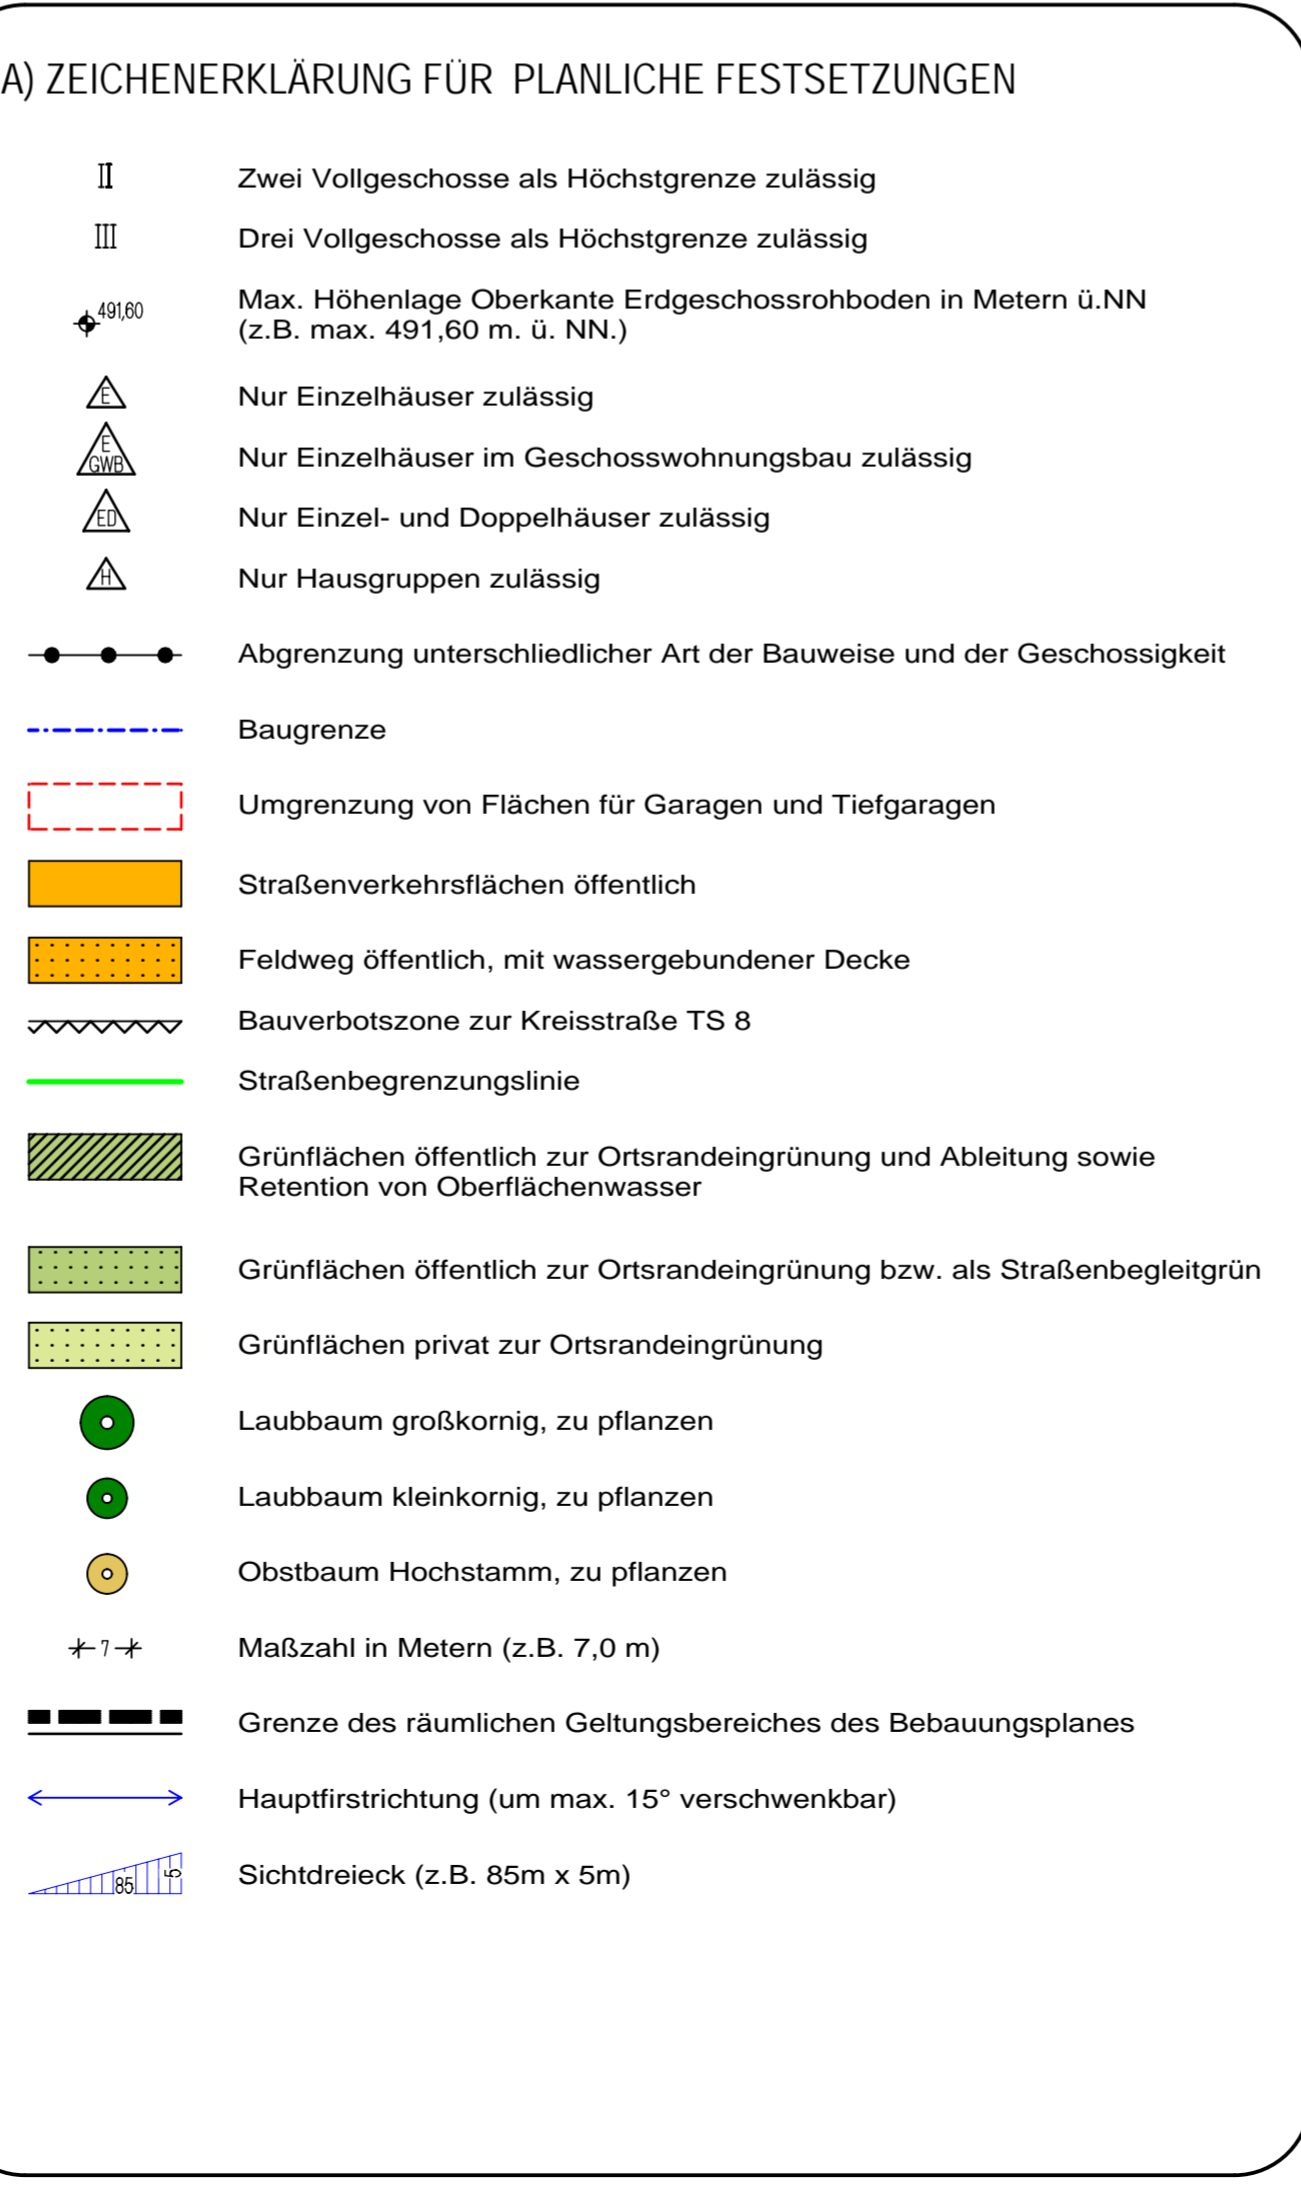 A) ZEICHENERKLÄRUNG FÜR PLANLICHE FESTSETZUNGEN
II Zwei Vollgeschosse als Höchstgrenze zulässig
III Drei Vollgeschosse als Höchstgrenze zulässig
491,60 Max. Höhenlage Oberkante Erdgeschossrohboden in Metern ü.NN
(z.B. max. 491,60 m. ü. NN.)
E Nur Einzelhäuser zulässig
E
GWB Nur Einzelhäuser im Geschosswohnungsbau zulässig
ED Nur Einzel- und Doppelhäuser zulässig
H Nur Hausgruppen zulässig
Abgrenzung unterschliedlicher Art der Bauweise und der Geschossigkeit
Baugrenze
Umgrenzung von Flächen für Garagen und Tiefgaragen
Straßenverkehrsflächen öffentlich
Feldweg öffentlich, mit wassergebundener Decke
Bauverbotszone zur Kreisstraße TS 8
Straßenbegrenzungslinie
Grünflächen öffentlich zur Ortsrandeingrünung und Ableitung sowie
Retention von Oberflächenwasser
Grünflächen öffentlich zur Ortsrandeingrünung bzw. als Straßenbegleitgrün
Grünflächen privat zur Ortsrandeingrünung
Laubbaum großkornig, zu pflanzen
Laubbaum kleinkornig, zu pflanzen
Obstbaum Hochstamm, zu pflanzen
7 Maßzahl in Metern (z.B. 7,0 m)
Grenze des räumlichen Geltungsbereiches des Bebauungsplanes
Hauptfirstrichtung (um max. 15° verschwenkbar)
85 5 Sichtdreieck (z.B. 85m x 5m)